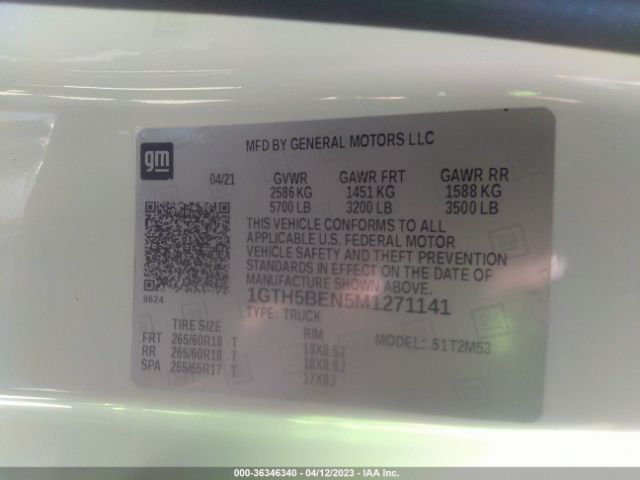 MFD BY GENERAL MOTORS LLC
gm
04/21 GVWR GAWR FRT GAWR RR
2586 KG 1451 KG 1588 KG
5700 LB 3200 LB 3500 LB
THIS VEHICLE CONFORMS TO ALL
APPLICABLE U.S. FEDERAL MOTOR
VEHICLE SAFETY AND THEFT PREVENTION
STANDARDS IN EFFECT ON THE DATE OF
MANUFACTURE SHOWN ABOVE.
8624
1GTH5BEN5M1271141
TYPE: TRUCK
TIRE SIZE RIM MODEL: 51T2M53
FRT 265/60R18 T 18X8.5J
RR 265/60R18 T 18X8.5J
SPA 255/65R17 T 17X8J
000-36346340 - 04/12/2023 - IAA Inc.